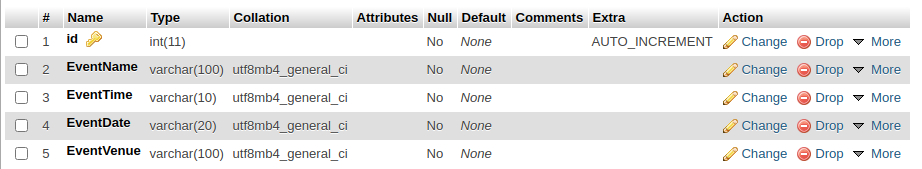 # Name Type Collation Attributes Null Default Comments Extra Action
1 id int(11) No None AUTO_INCREMENT Change Drop More
2 EventName varchar(100) utf8mb4_general_ci No None Change Drop More
3 EventTime varchar(10) utf8mb4_general_ci No None Change Drop More
4 EventDate varchar(20) utf8mb4_general_ci No None Change Drop More
5 EventVenue varchar(100) utf8mb4_general_ci No None Change Drop More